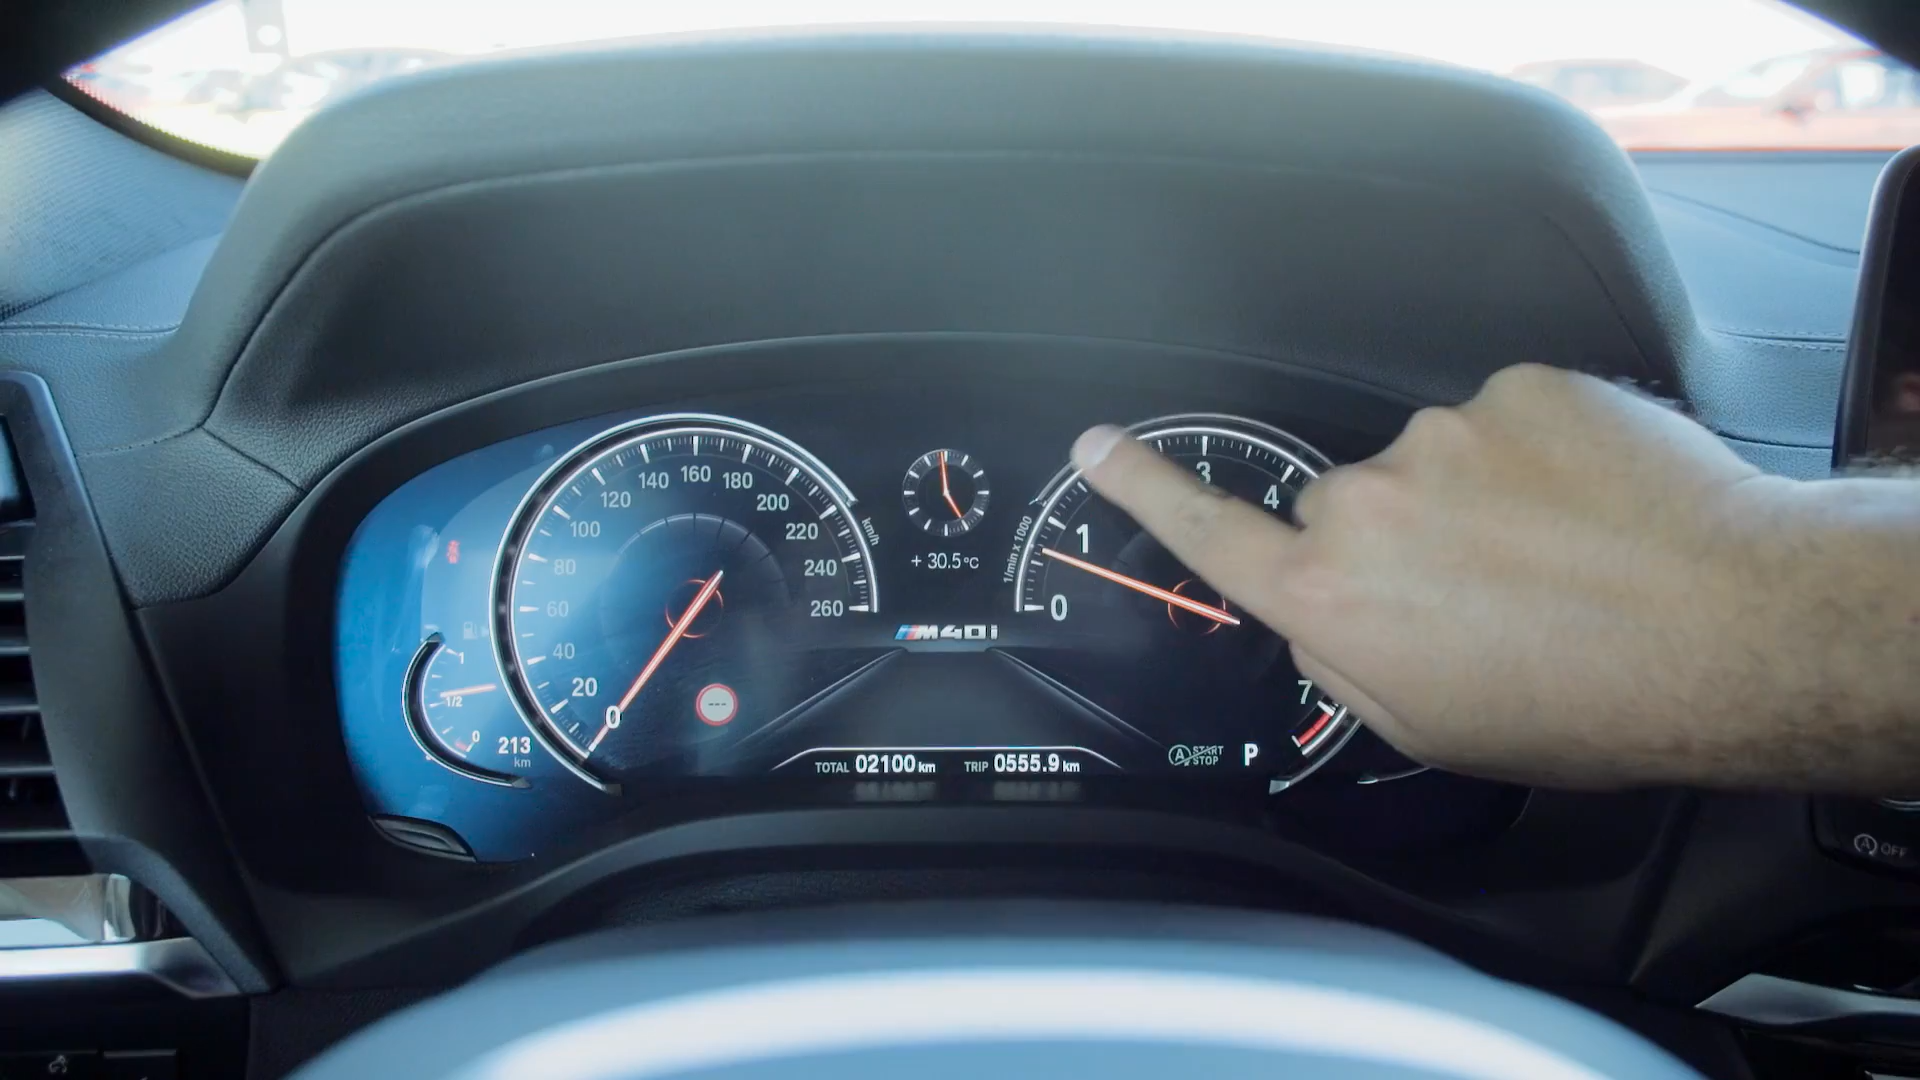 140 160 180
120 200
100 220
80 240
60 260
40
20
0
km/h
1
1/2
0
213
km
---
+ 30.5°C
M40i
TOTAL 02100 km TRIP 0555.9 km
1/min x 1000
0
1
3
4
7
A START
STOP
P
A OFF